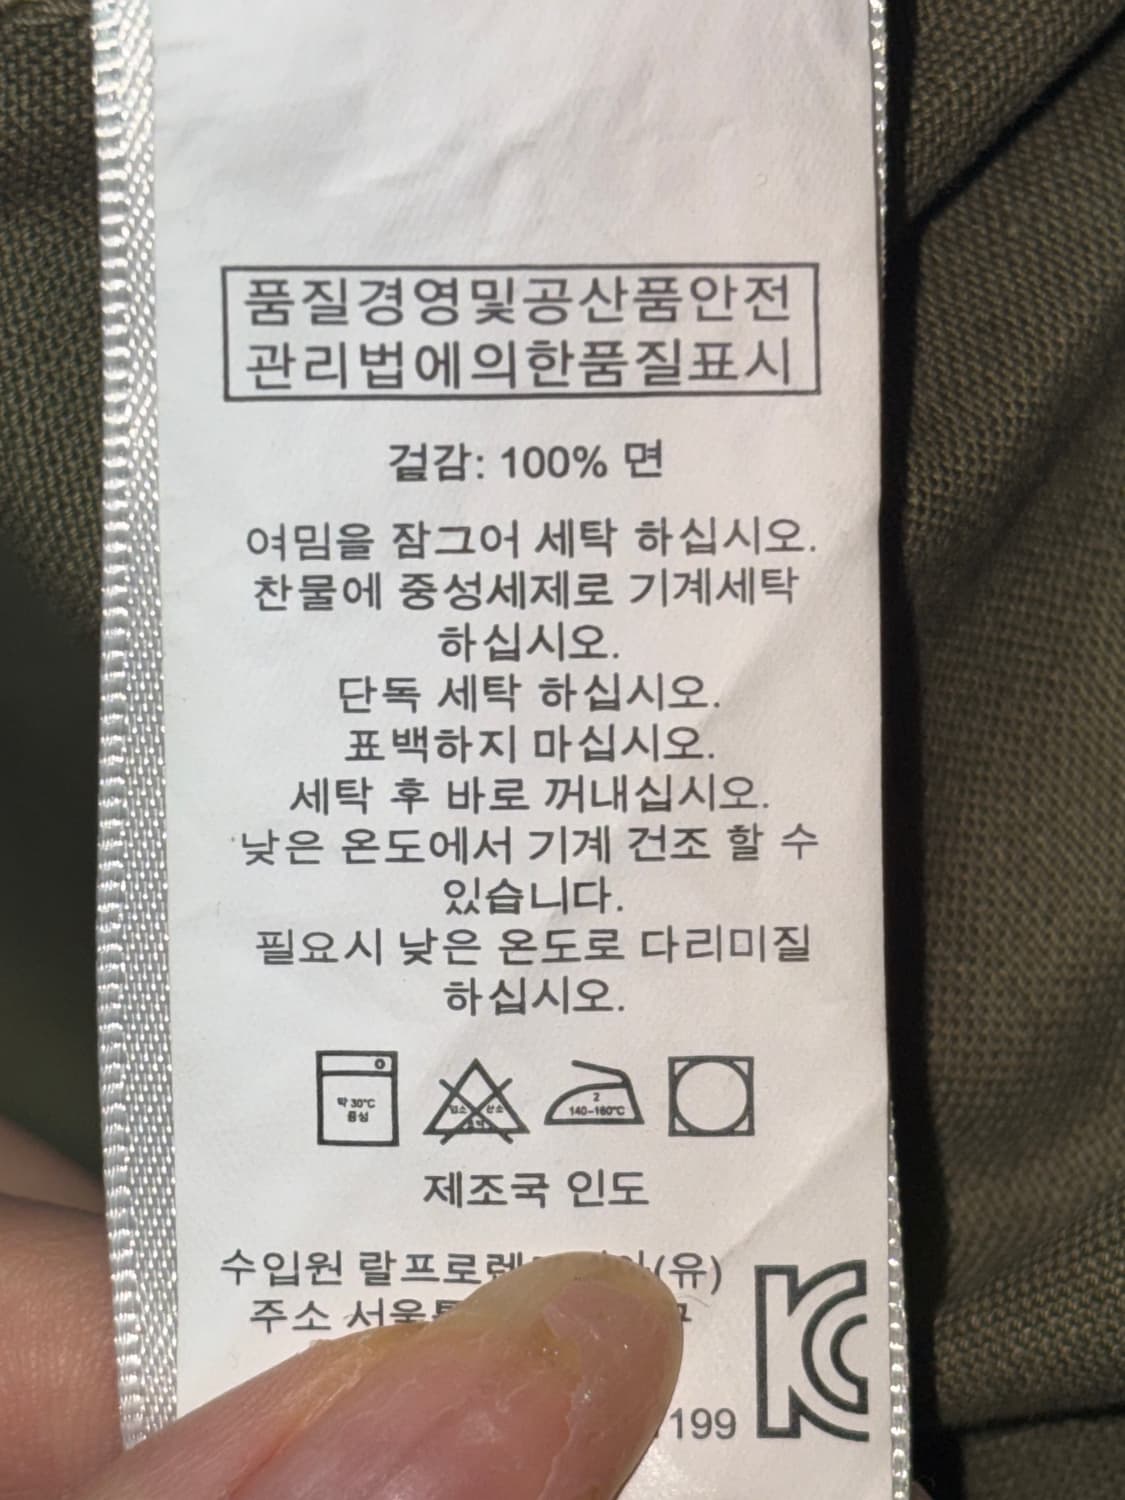 품질경영및공산품안전
관리법에의한품질표시
겉감: 100% 면
여밈을 잠그어 세탁 하십시오.
찬물에 중성세제로 기계세탁
하십시오.
단독 세탁 하십시오.
표백하지 마십시오.
세탁 후 바로 꺼내십시오.
낮은 온도에서 기계 건조 할 수
있습니다.
필요시 낮은 온도로 다리미질
하십시오.
약 30°C
중성
염소 산소
2
140-160°C
제조국 인도
수입원 (유)
주소
199
KC